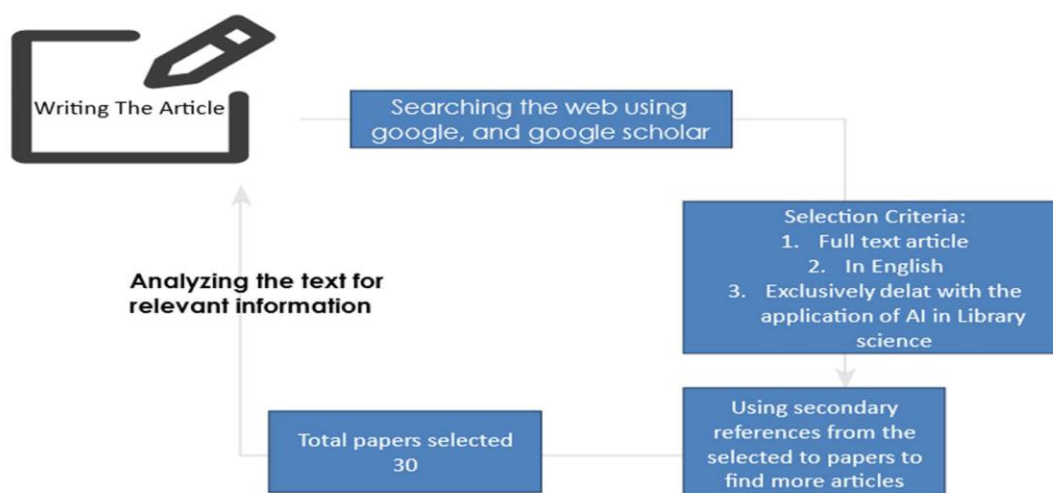 Writing The Article
Searching the web using
google, and google scholar
Selection Criteria:
1. Full text article
2. In English
3. Exclusively delat with the
application of AI in Library
science
Analyzing the text for
relevant information
Using secondary
references from the
selected to papers to
find more articles
Total papers selected
30